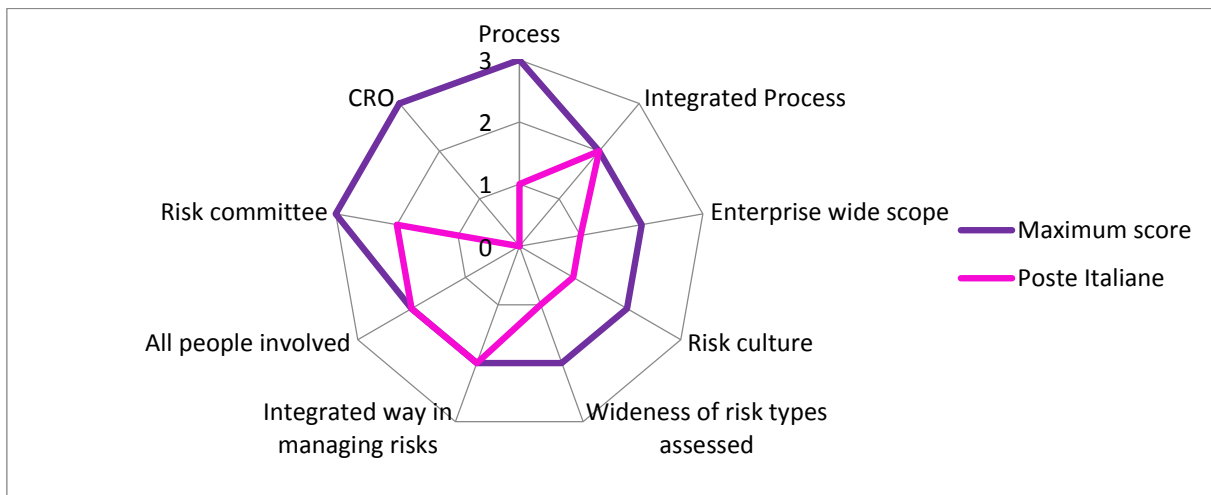 Process
3
2
1
0
Integrated Process
Enterprise wide scope
Risk culture
Wideness of risk types
assessed
Integrated way in
managing risks
All people involved
Risk committee
CRO
Maximum score
Poste Italiane